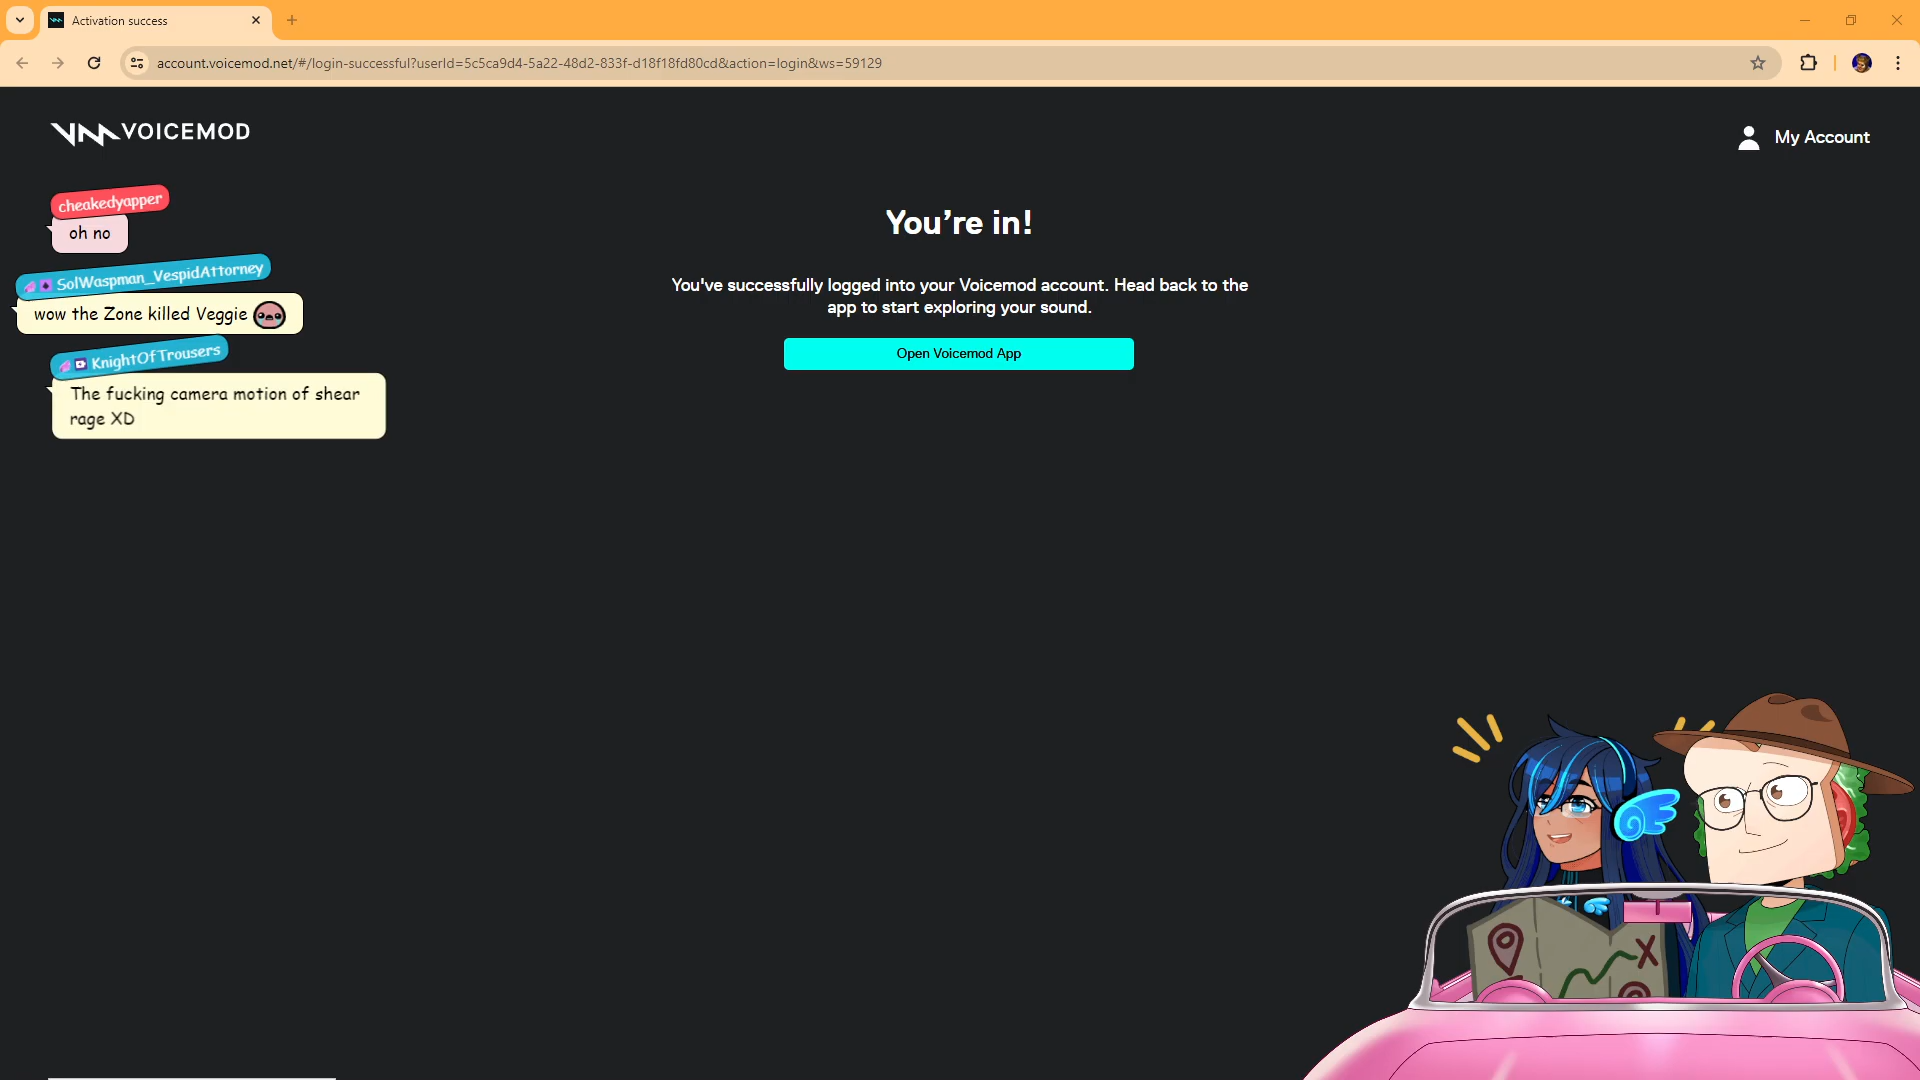 Activation success
account.voicemod.net/#/login-successful?userId=5c5ca9d4-5a22-48d2-833f-d18f18fd80cd&action=login&ws=59129
VOICEMOD
My Account
cheakedyapper
oh no
You're in!
SolWaspman_VespidAttorney
wow the Zone killed Veggie
You've successfully logged into your Voicemod account. Head back to the
app to start exploring your sound.
Open Voicemod App
KnightOfTrousers
The fucking camera motion of shear
rage XD